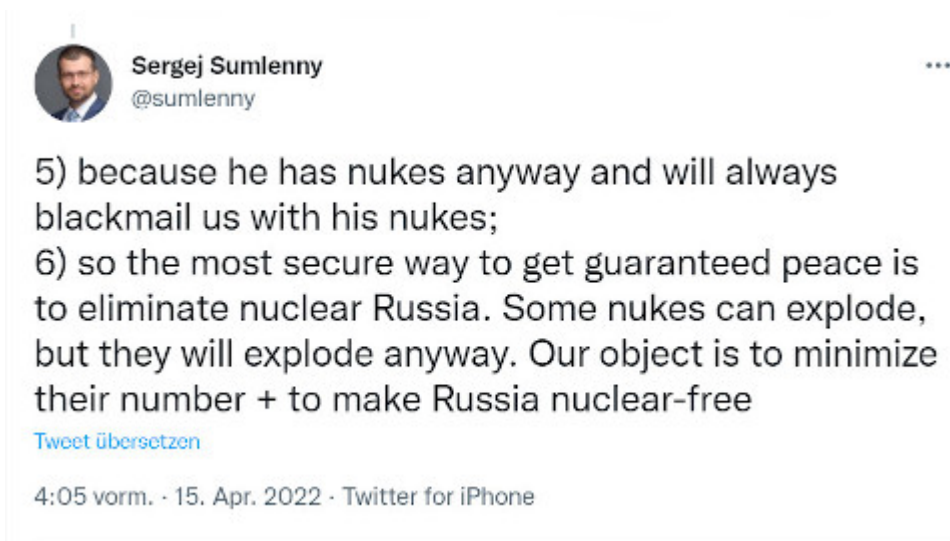 Sergej Sumlenny
@sumlenny
5) because he has nukes anyway and will always
blackmail us with his nukes;
6) so the most secure way to get guaranteed peace is
to eliminate nuclear Russia. Some nukes can explode,
but they will explode anyway. Our object is to minimize
their number + to make Russia nuclear-free
Tweet übersetzen
4:05 vorm. · 15. Apr. 2022 · Twitter for iPhone